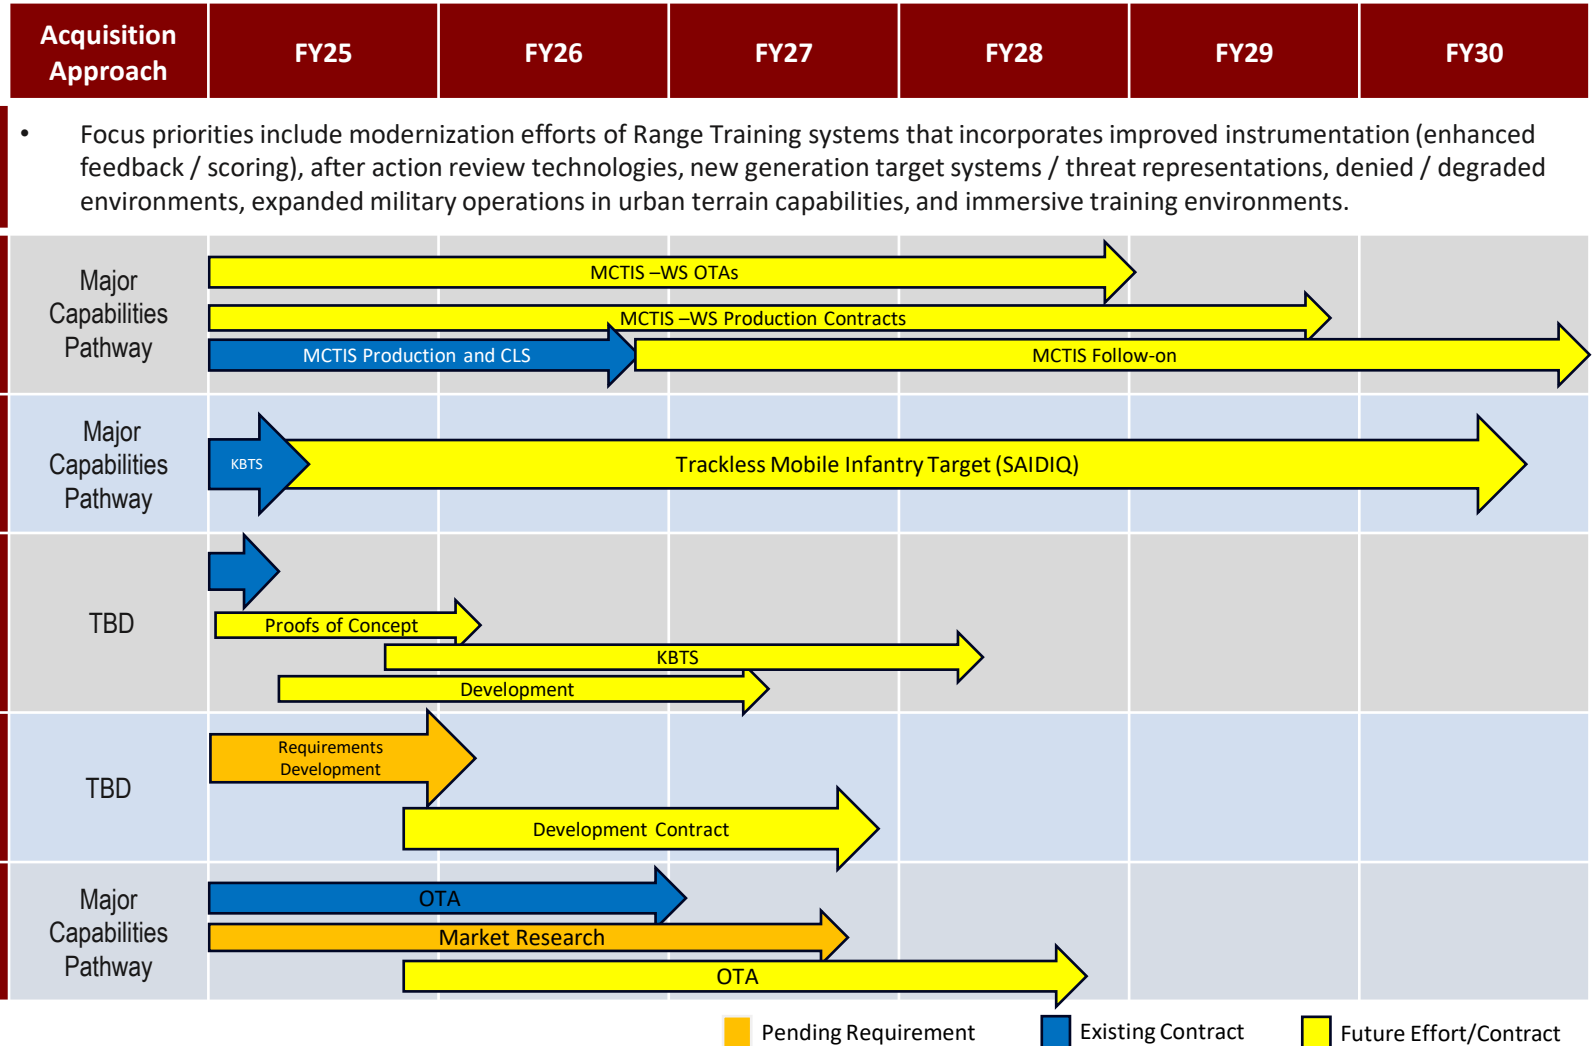 Acquisition Approach
FY25
FY26
FY27
FY28
FY29
FY30
• Focus priorities include modernization efforts of Range Training systems that incorporates improved instrumentation (enhanced
feedback / scoring), after action review technologies, new generation target systems / threat representations, denied / degraded
environments, expanded military operations in urban terrain capabilities, and immersive training environments.
Major
Capabilities
Pathway
MCTIS –WS OTAs
MCTIS –WS Production Contracts
MCTIS Production and CLS
MCTIS Follow-on
Major
Capabilities
Pathway
KBTS
Trackless Mobile Infantry Target (SAIDIQ)
TBD
Proofs of Concept
KBTS
Development
TBD
Requirements
Development
Development Contract
Major
Capabilities
Pathway
OTA
Market Research
OTA
Pending Requirement
Existing Contract
Future Effort/Contract